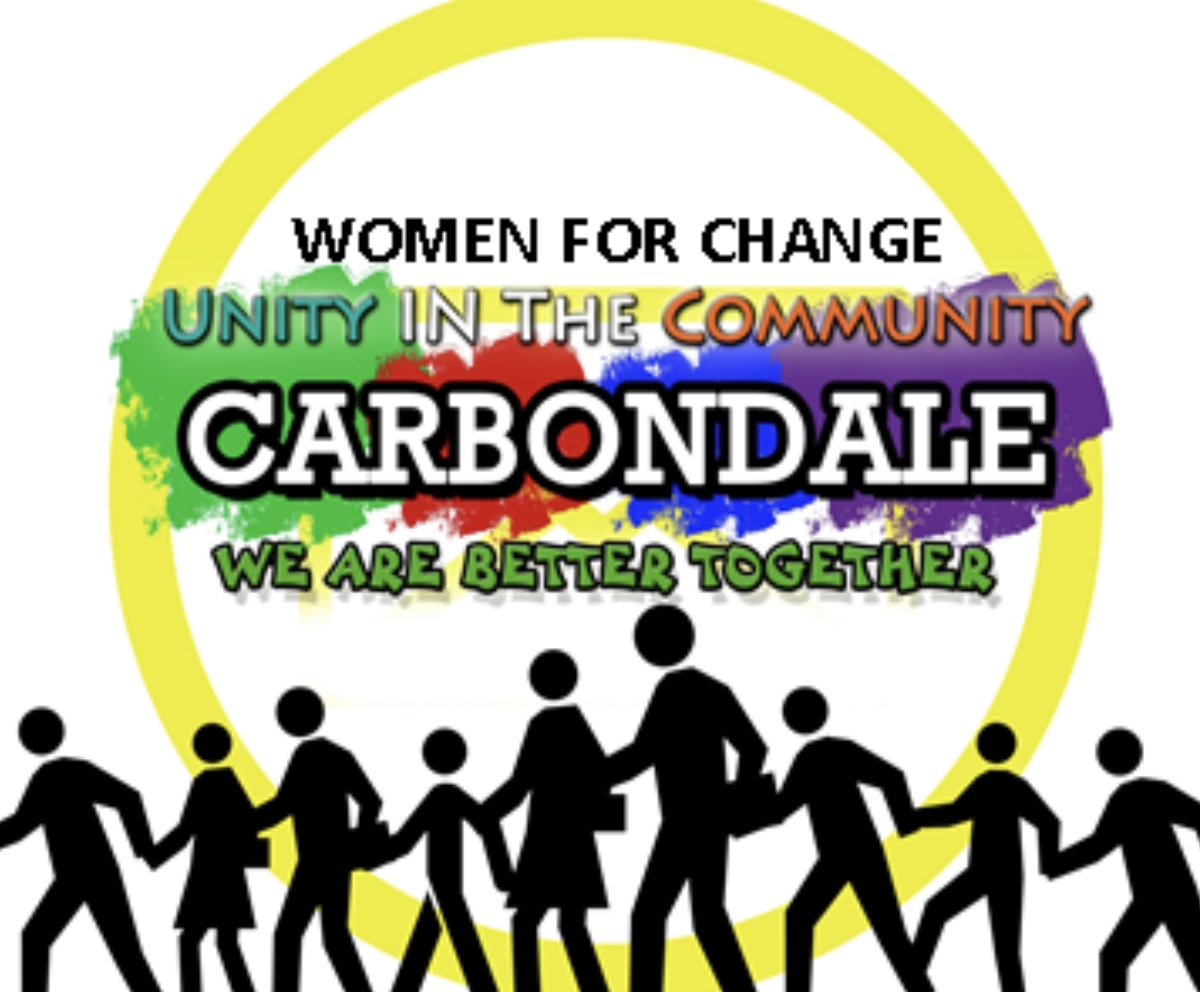 WOMEN FOR CHANGE
UNITY IN THE COMMUNITY
CARBONDALE
WE ARE BETTER TOGETHER